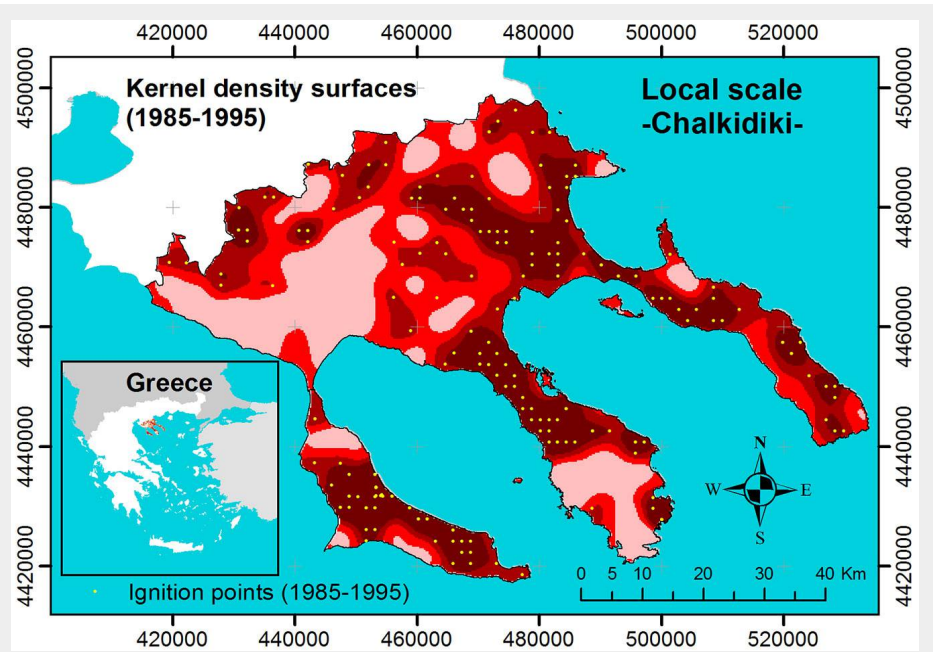 420000 440000 460000 480000 500000 520000
Kernel density surfaces
(1985-1995)
Local scale
-Chalkidiki-
4500000
4500000
4480000
4480000
4460000
4460000
4440000
4440000
4420000
4420000
Greece
N
W
E
S
0 5 10 20 30 40 Km
Ignition points (1985-1995)
420000 440000 460000 480000 500000 520000